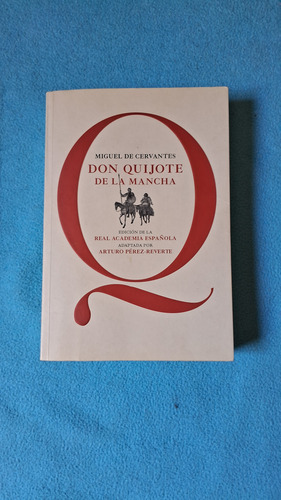 MIGUEL DE CERVANTES
DON QUIJOTE
DE LA MANCHA
EDICIÓN DE LA
REAL ACADEMIA ESPAÑOLA
ADAPTADA POR
ARTURO PÉREZ-REVERTE
Q